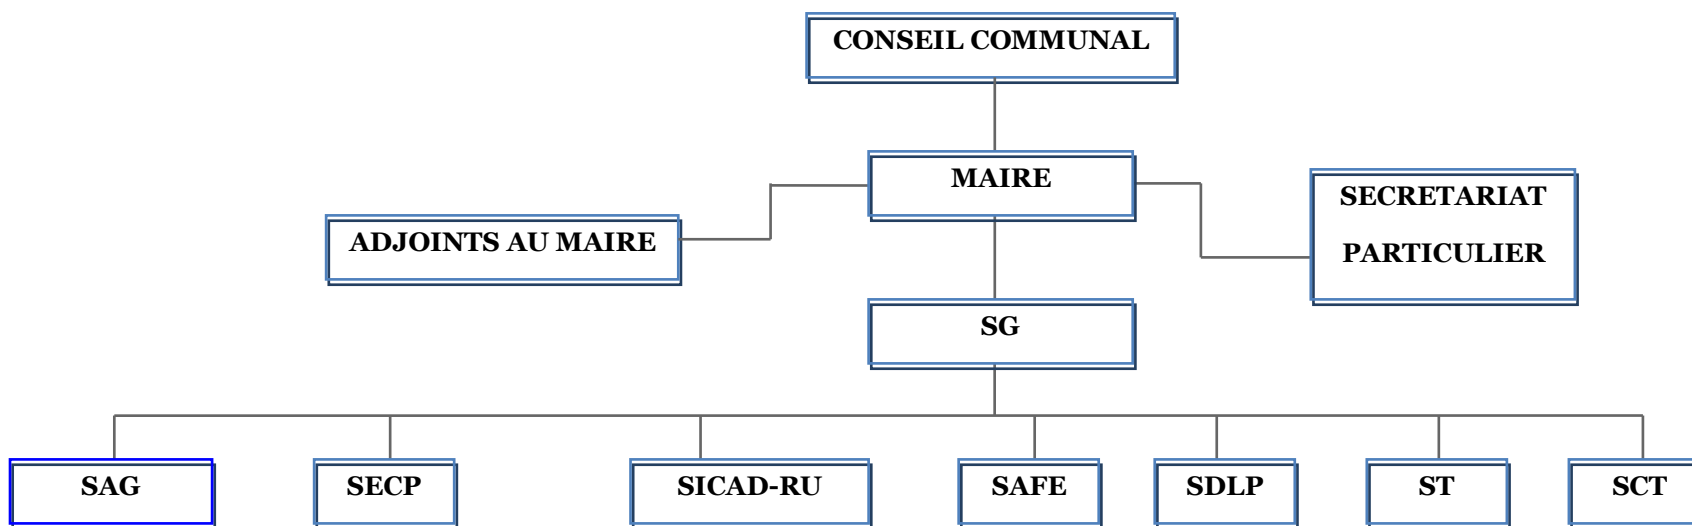 CONSEIL COMMUNAL
MAIRE
SECRETARIAT
PARTICULIER
ADJOINTS AU MAIRE
SG
SAG
SECP
SICAD-RU
SAFE
SDLP
ST
SCT